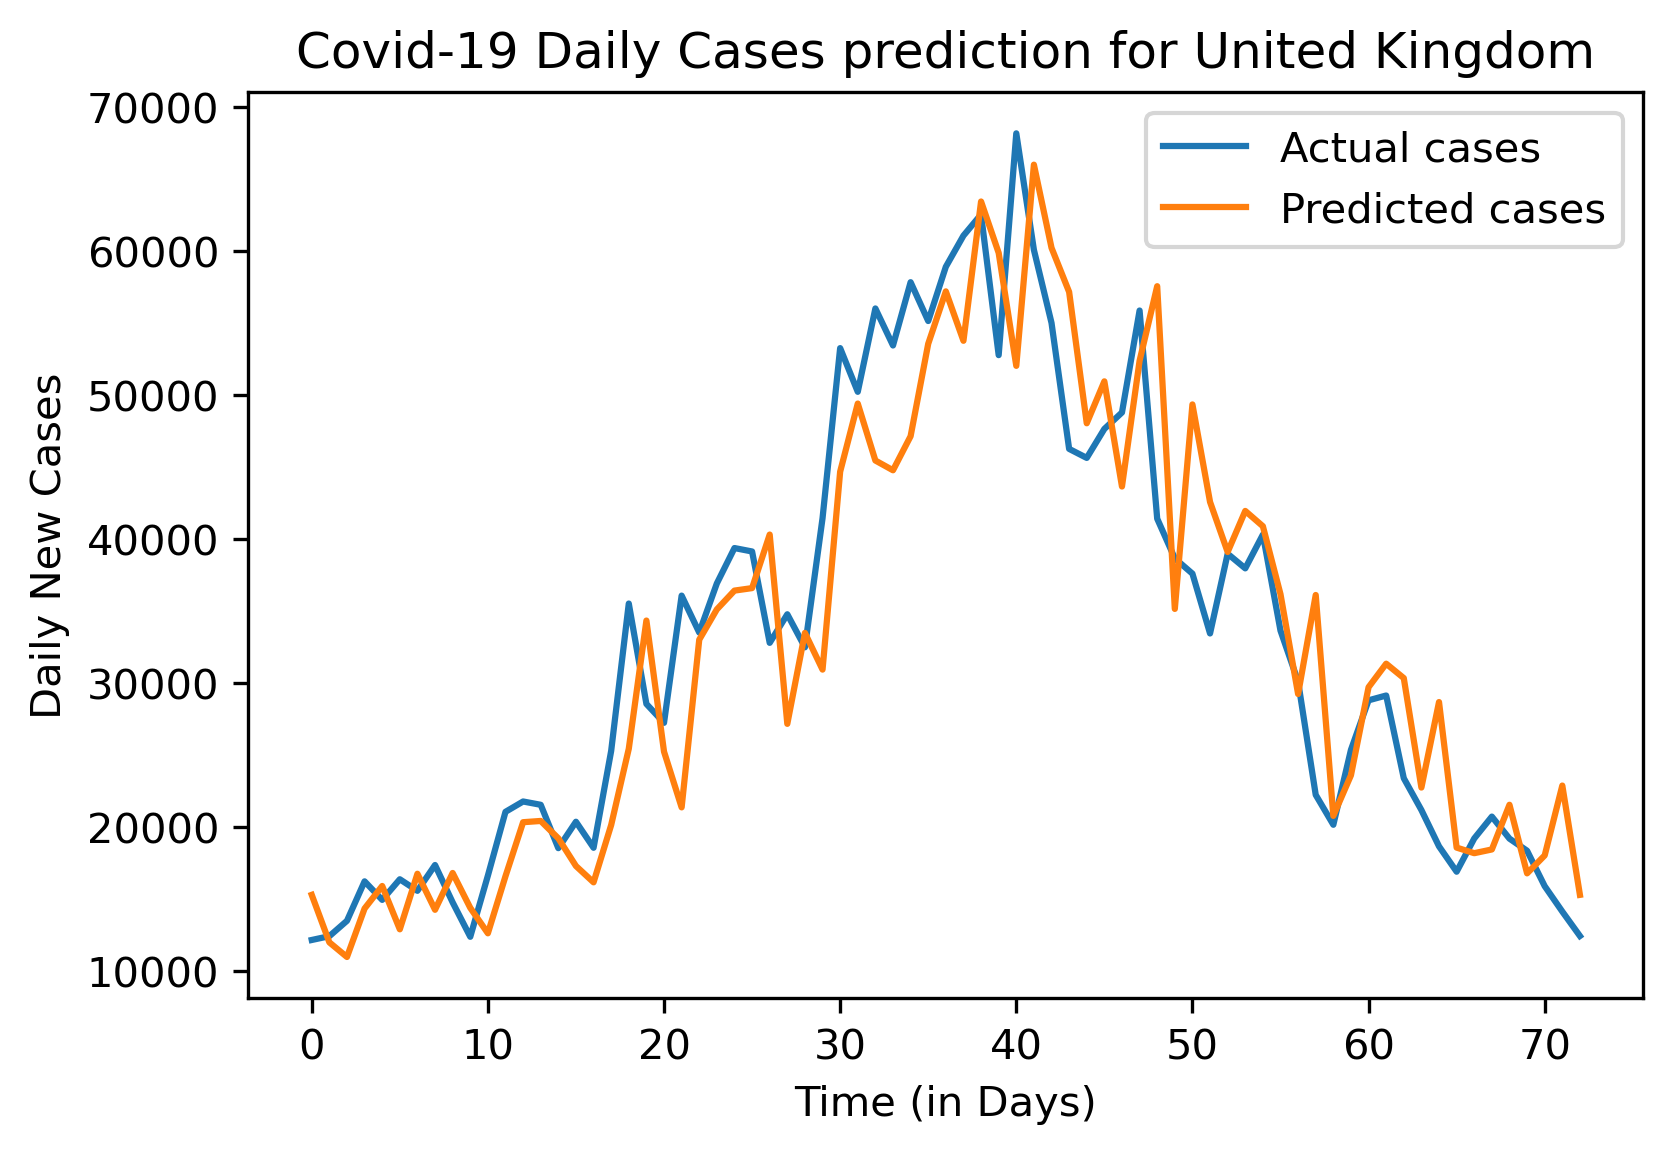 Covid-19 Daily Cases prediction for United Kingdom
Actual cases
Predicted cases
Daily New Cases
70000
60000
50000
40000
30000
20000
10000
0 10 20 30 40 50 60 70
Time (in Days)